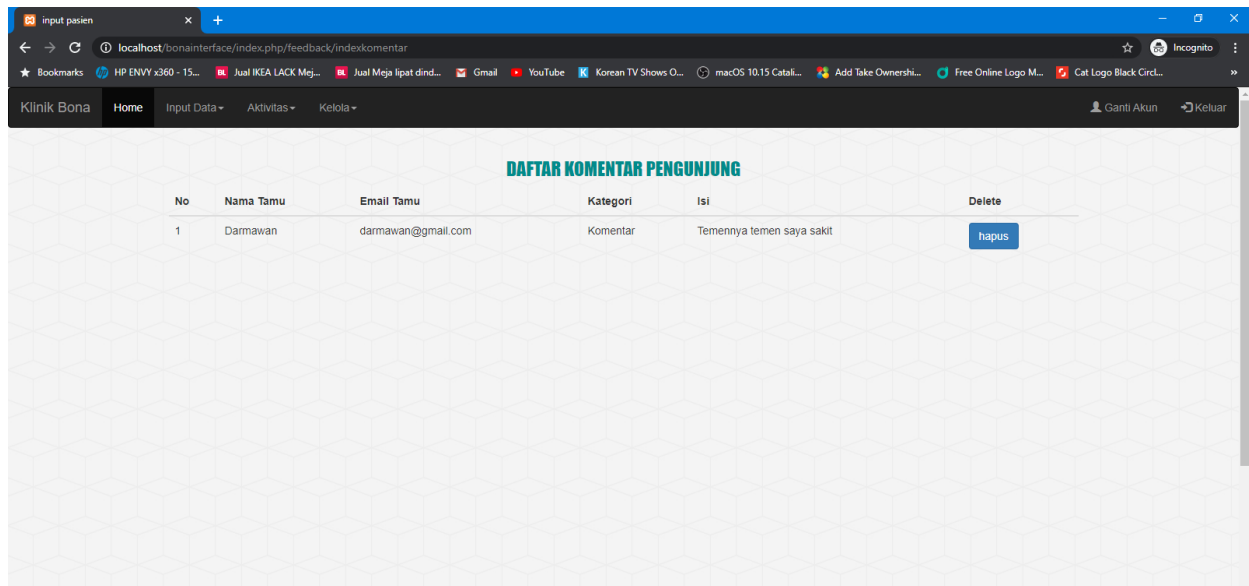 input pasien
localhost/bonainterface/index.php/feedback/indexkomentar
Incognito
Bookmarks HP ENVY x360 - 15... BL Jual IKEA LACK Mej... BL Jual Meja lipat dind... Gmail YouTube K Korean TV Shows O... macOS 10.15 Catali... Add Take Ownershi... Free Online Logo M... Cat Logo Black Circl... »
Klinik Bona Home Input Data Aktivitas Kelola Ganti Akun Keluar
DAFTAR KOMENTAR PENGUNJUNG
No Nama Tamu Email Tamu Kategori Isi Delete
1 Darmawan darmawan@gmail.com Komentar Temennya temen saya sakit hapus